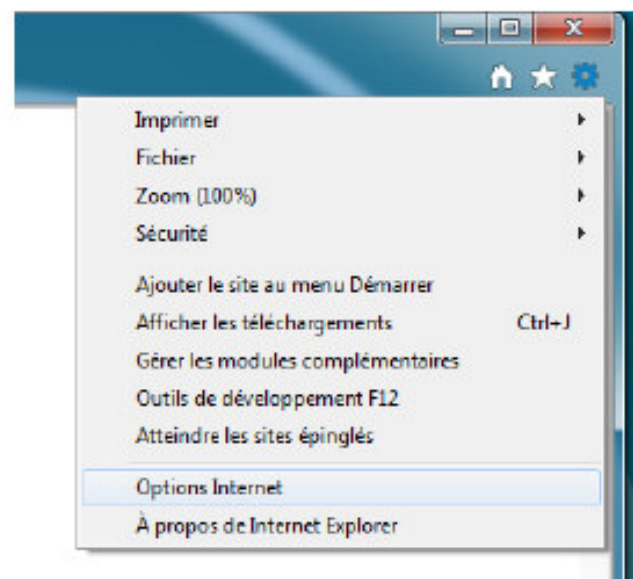 Imprimer
Fichier
Zoom (100%)
Sécurité
Ajouter le site au menu Démarrer
Afficher les téléchargements Ctrl+J
Gérer les modules complémentaires
Outils de développement F12
Atteindre les sites épinglés
Options Internet
À propos de Internet Explorer